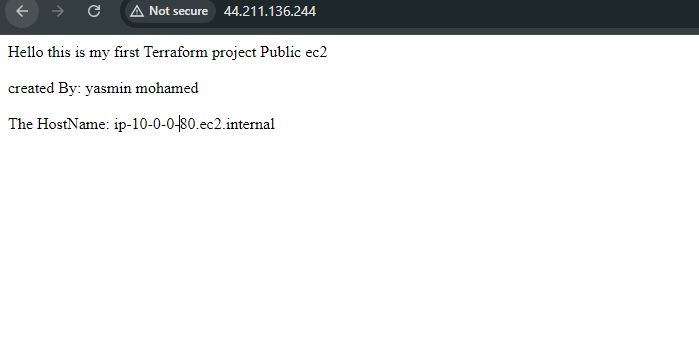 Not secure 44.211.136.244
Hello this is my first Terraform project Public ec2
created By: yasmin mohamed
The HostName: ip-10-0-0-80.ec2.internal